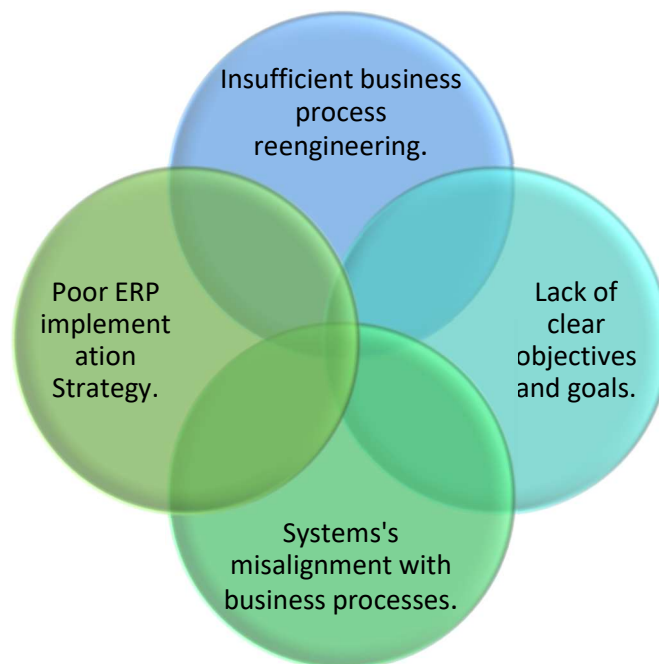 Insufficient business
process
reengineering.
Poor ERP
implement
ation
Strategy.
Lack of
clear
objectives
and goals.
Systems's
misalignment with
business processes.